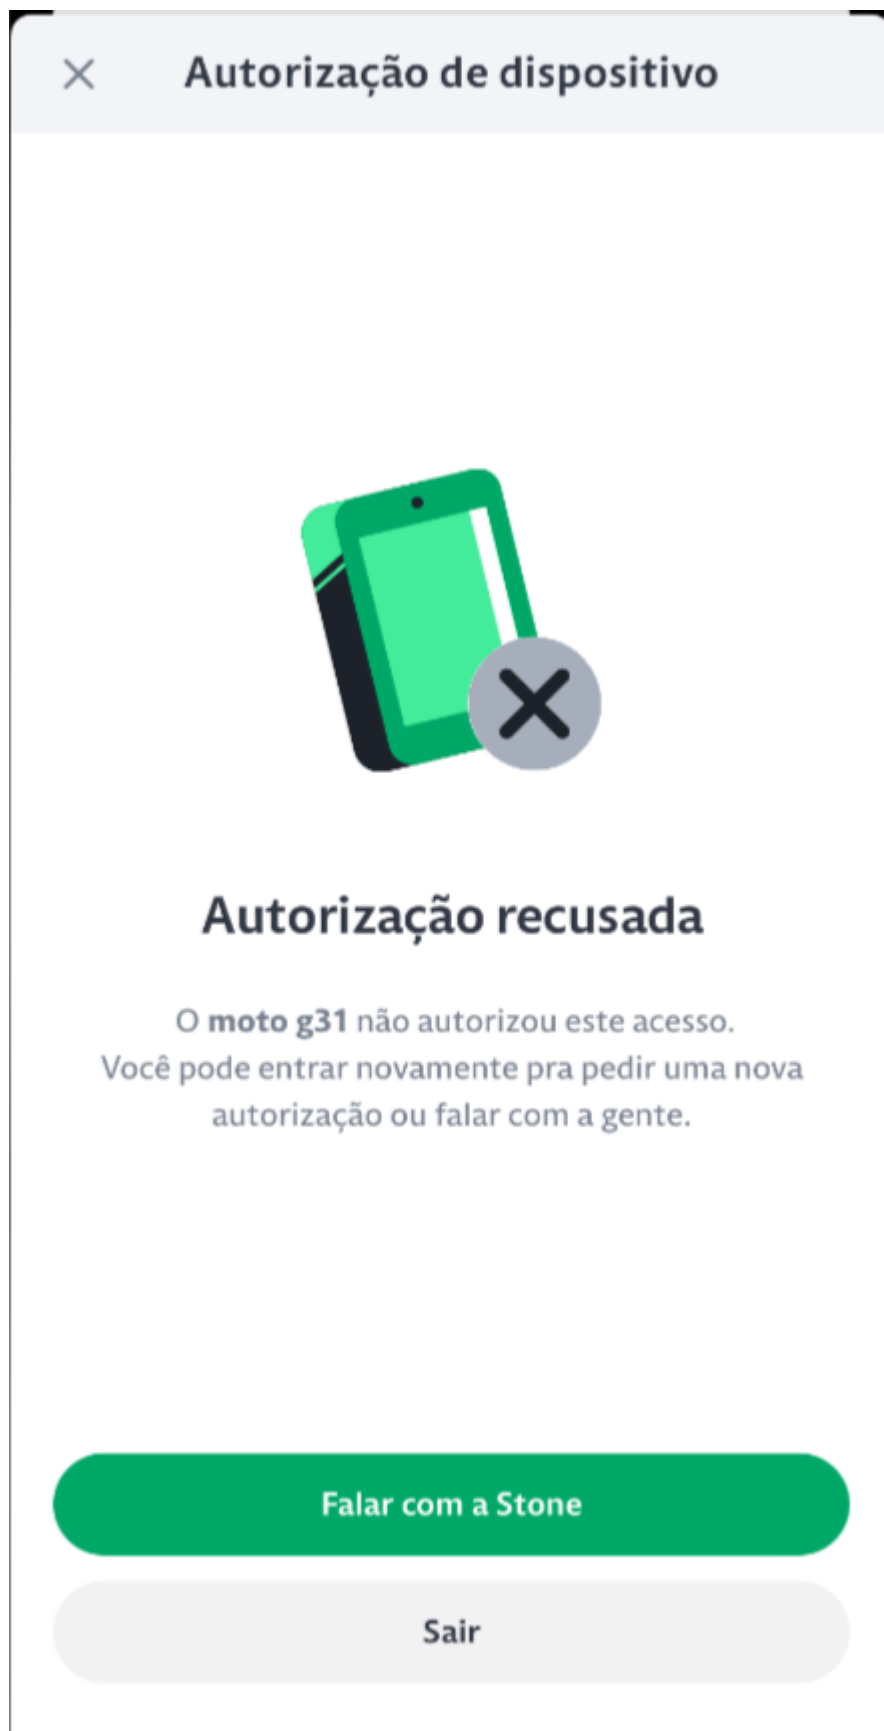 Autorização de dispositivo
Autorização recusada
O moto g31 não autorizou este acesso.
Você pode entrar novamente pra pedir uma nova
autorização ou falar com a gente.
Falar com a Stone
Sair